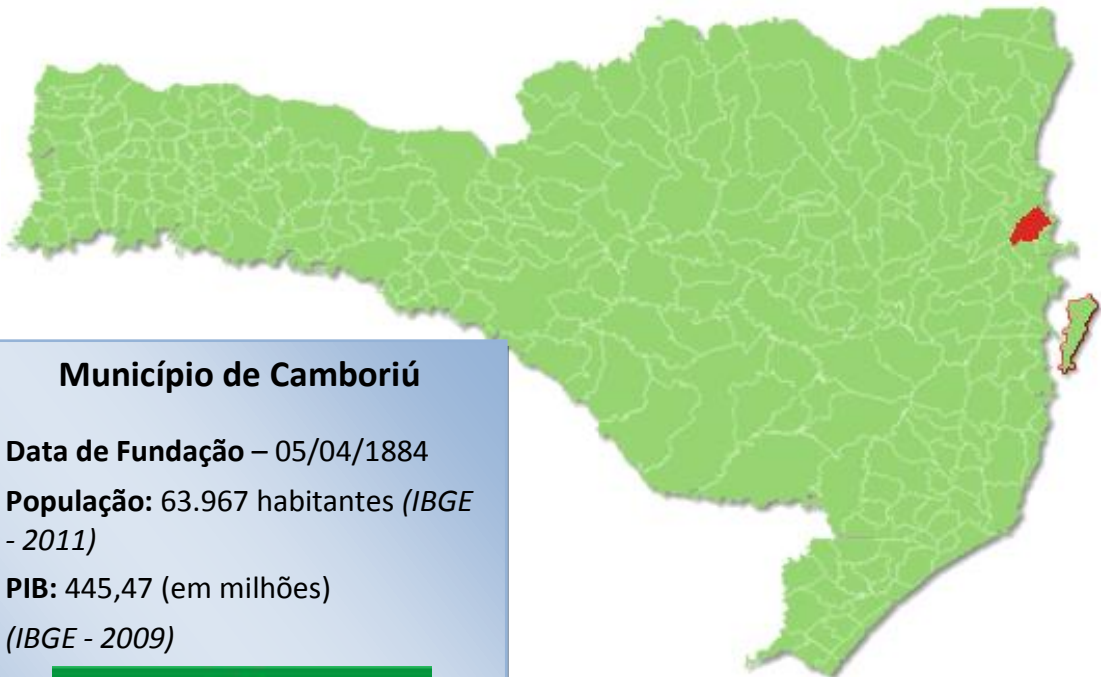 Município de Camboriú
Data de Fundação – 05/04/1884
População: 63.967 habitantes (IBGE
- 2011)
PIB: 445,47 (em milhões)
(IBGE - 2009)